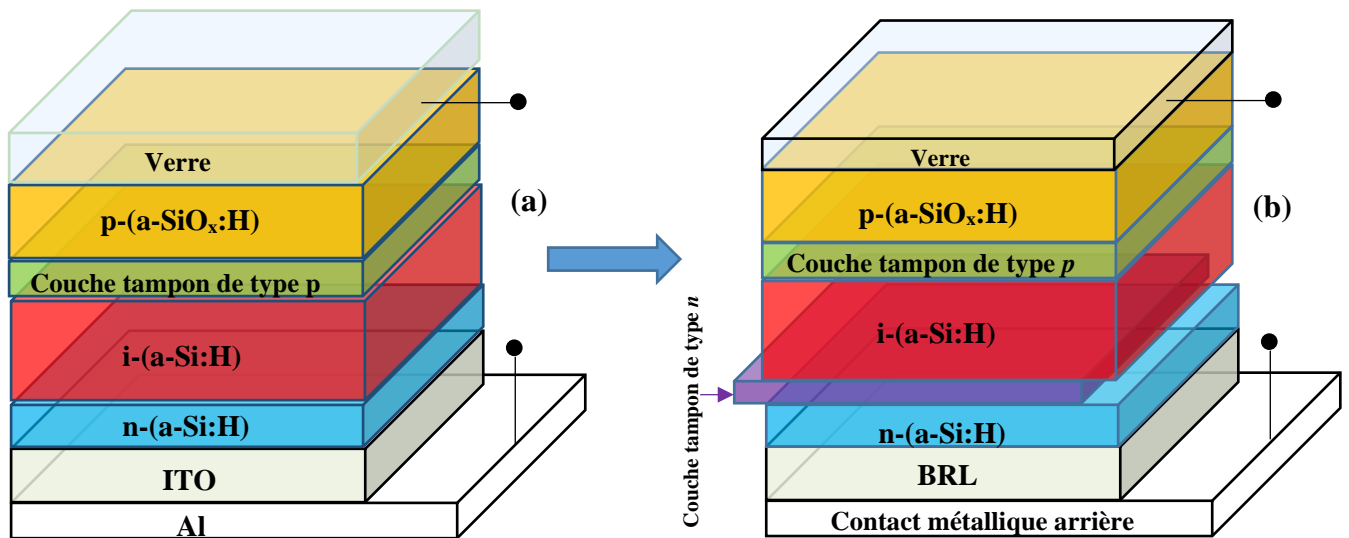 Verre
(a)
p-(a-SiOx:H)
Couche tampon de type p
i-(a-Si:H)
n-(a-Si:H)
ITO
Al
Verre
(b)
p-(a-SiOx:H)
Couche tampon de type p
i-(a-Si:H)
Couche tampon de type n
n-(a-Si:H)
BRL
Contact métallique arrière